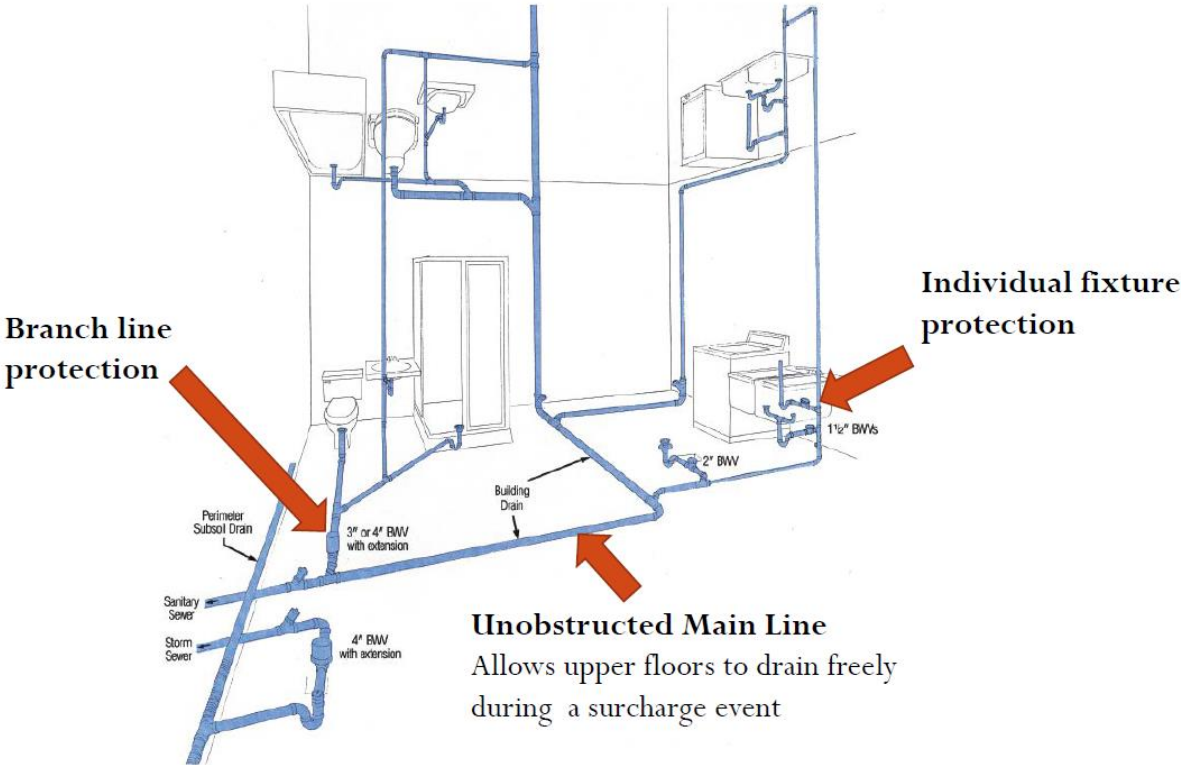 Individual fixture
protection
Branch line
protection
1½" BWVs
2" BWV
Building
Drain
Perimeter
Subsoil Drain
3" or 4" BWV
with extension
Sanitary
Sewer
Storm
Sewer
4" BWV
with extension
Unobstructed Main Line
Allows upper floors to drain freely
during a surcharge event